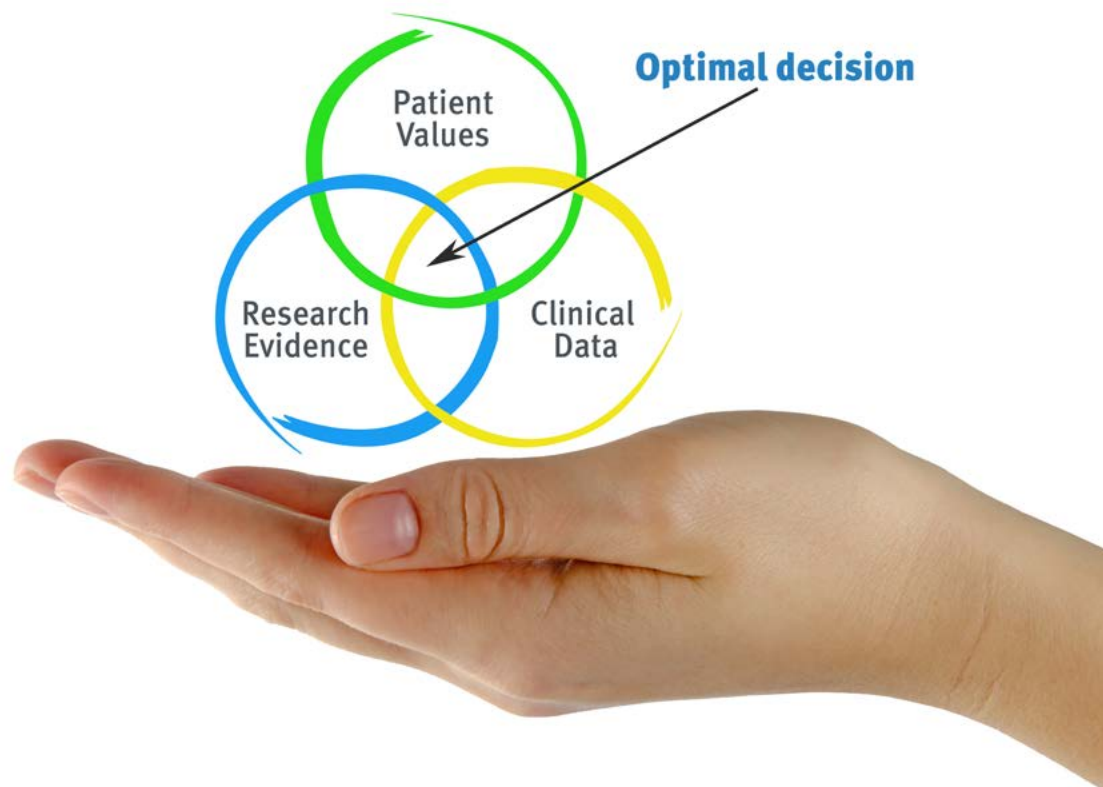 Optimal decision
Patient
Values
Research
Evidence
Clinical
Data